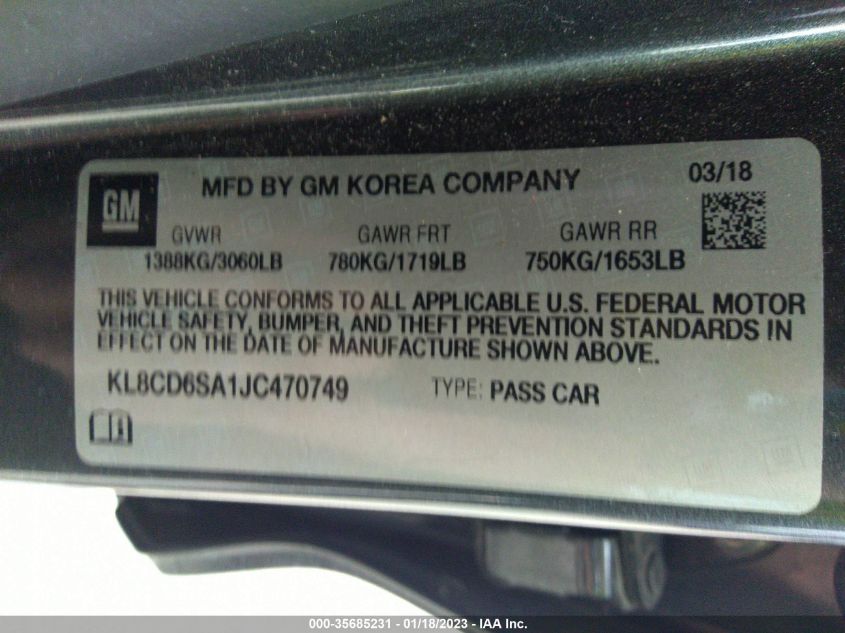 GM
MFD BY GM KOREA COMPANY 03/18
GVWR GAWR FRT GAWR RR
1388KG/3060LB 780KG/1719LB 750KG/1653LB
THIS VEHICLE CONFORMS TO ALL APPLICABLE U.S. FEDERAL MOTOR
VEHICLE SAFETY, BUMPER, AND THEFT PREVENTION STANDARDS IN
EFFECT ON THE DATE OF MANUFACTURE SHOWN ABOVE.
KL8CD6SA1JC470749 TYPE: PASS CAR
000-35685231 - 01/18/2023 - IAA Inc.